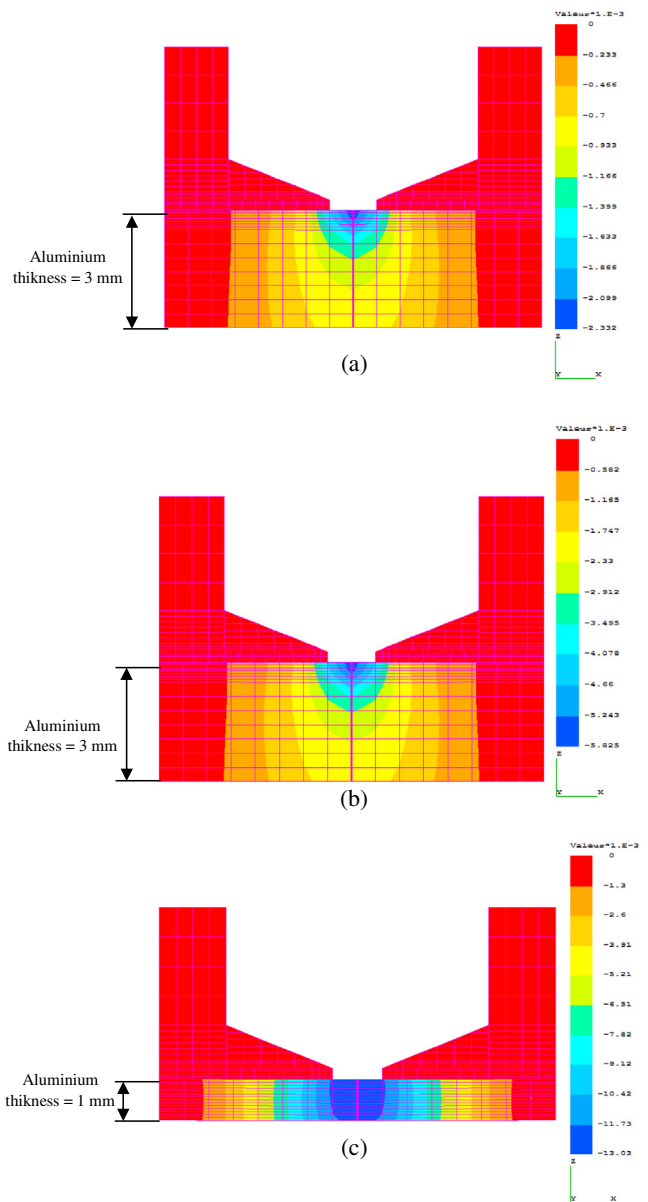 Valeur*1.E-3
0
-0.233
-0.466
-0.7
-0.933
-1.166
-1.399
-1.633
-1.866
-2.099
-2.332
Z
Y X
Aluminium
thikness = 3 mm
(a)
Valeur*1.E-3
0
-0.582
-1.165
-1.747
-2.33
-2.912
-3.495
-4.078
-4.66
-5.243
-5.825
Z
Y X
Aluminium
thikness = 3 mm
(b)
Valeur*1.E-3
0
-1.3
-2.6
-3.91
-5.21
-6.51
-7.82
-9.12
-10.42
-11.73
-13.03
Z
Y X
Aluminium
thickness = 1 mm
(c)